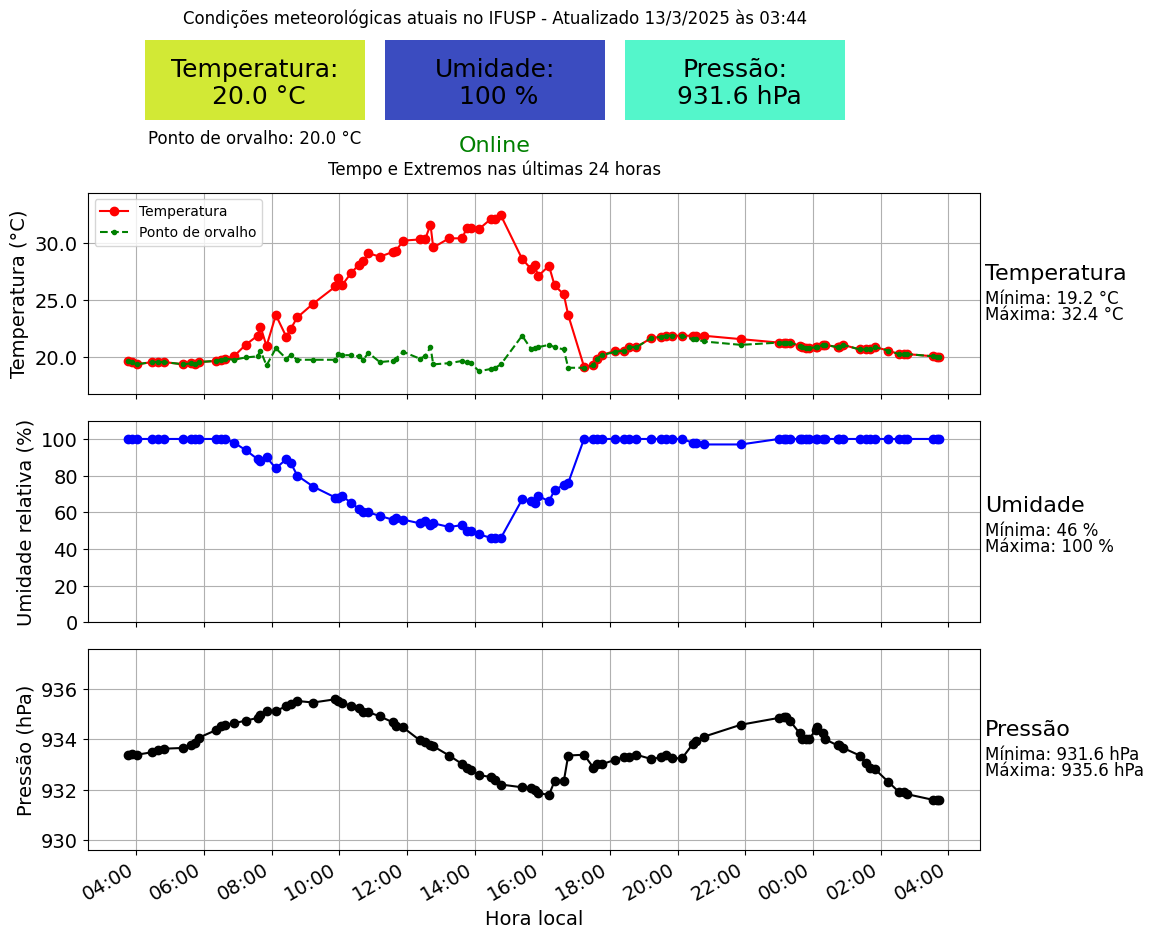 Condições meteorológicas atuais no IFUSP - Atualizado 13/3/2025 às 03:44
Temperatura:
20.0 °C
Umidade:
100 %
Pressão:
931.6 hPa
Ponto de orvalho: 20.0 °C
Online
Tempo e Extremos nas últimas 24 horas
Temperatura (°C)
30.0
25.0
20.0
Temperatura
Ponto de orvalho
Temperatura
Mínima: 19.2 °C
Máxima: 32.4 °C
Umidade relativa (%)
100
80
60
40
20
0
Umidade
Mínima: 46 %
Máxima: 100 %
Pressão (hPa)
936
934
932
930
Pressão
Mínima: 931.6 hPa
Máxima: 935.6 hPa
04:00 06:00 08:00 10:00 12:00 14:00 16:00 18:00 20:00 22:00 00:00 02:00 04:00
Hora local